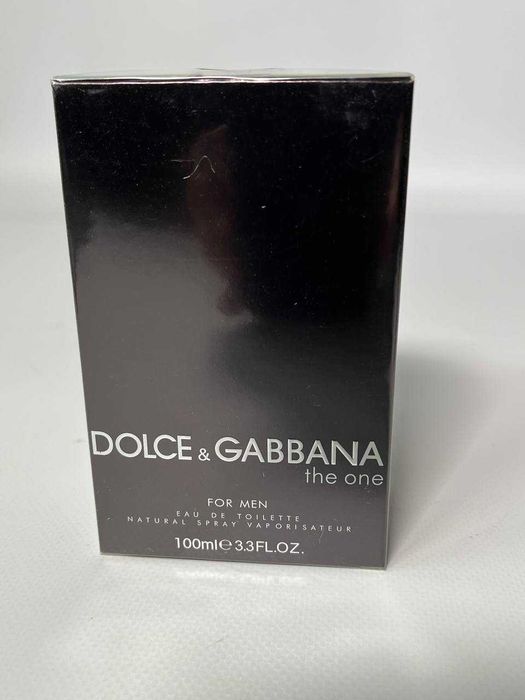 DOLCE & GABBANA
the one
FOR MEN
EAU DE TOILETTE
NATURAL SPRAY VAPORISATEUR
100ml℮3.3FL.OZ.